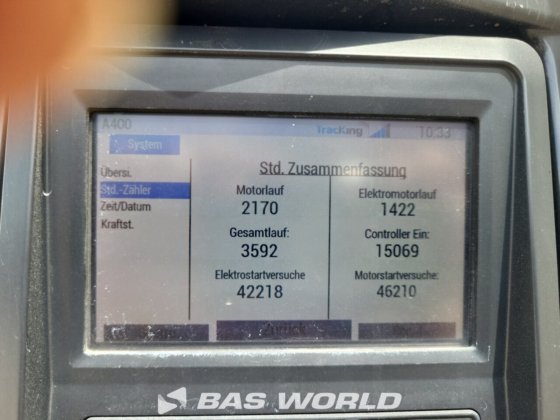 A400
TracKing 10:33
System
Std. Zusammenfassung
Übersi.
Std.-Zähler
Zeit/Datum
Kraftst.
Motorlauf
2170
Elektromotorlauf
1422
Gesamtlauf:
3592
Controller Ein:
15069
Elektrostartversuche
42218
Motorstartversuche:
46210
Zurück
BAS WORLD